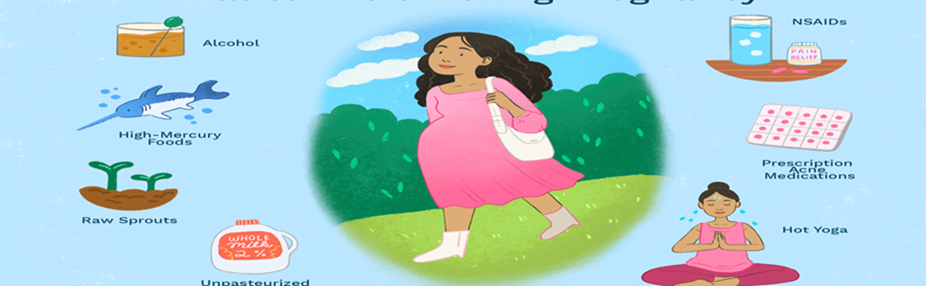 Alcohol
High-Mercury
Foods
Raw Sprouts
WHOLE
milk
2 %
Unpasteurized
NSAIDs
PAIN
RELIEF
Prescription
Acne
Medications
Hot Yoga